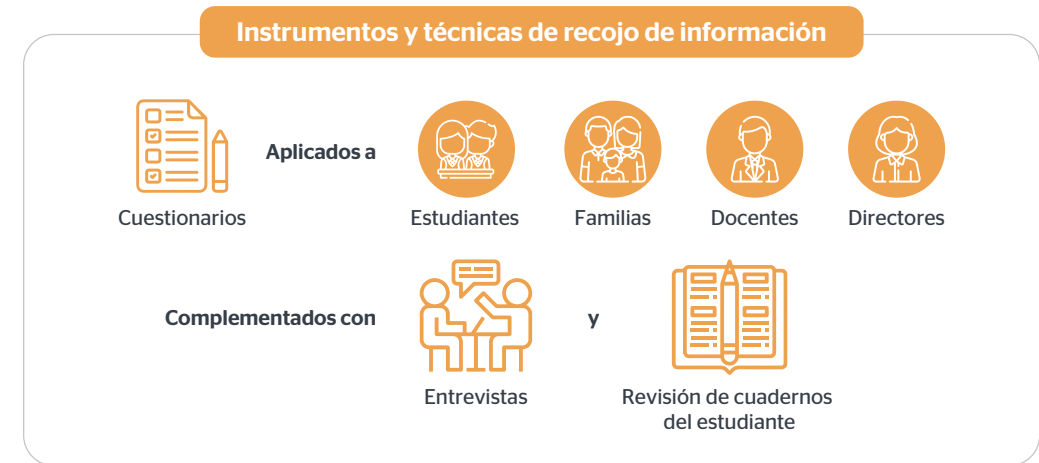 Instrumentos y técnicas de recojo de información
Aplicados a
Cuestionarios
Estudiantes
Familias
Docentes
Directores
Complementados con
y
Entrevistas
Revisión de cuadernos
del estudiante